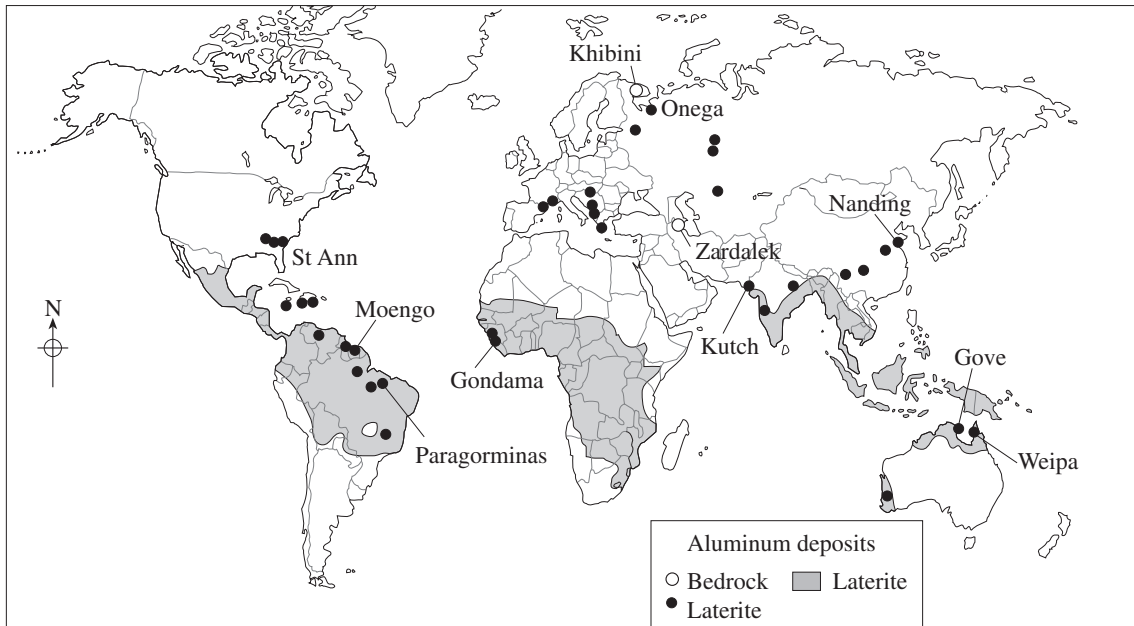 Khibini
Onega
Nanding
St Ann
Zardalek
N
Moengo
Kutch
Gove
Gondama
Paragorminas
Weipa
Aluminum deposits
Bedrock
Laterite
Laterite